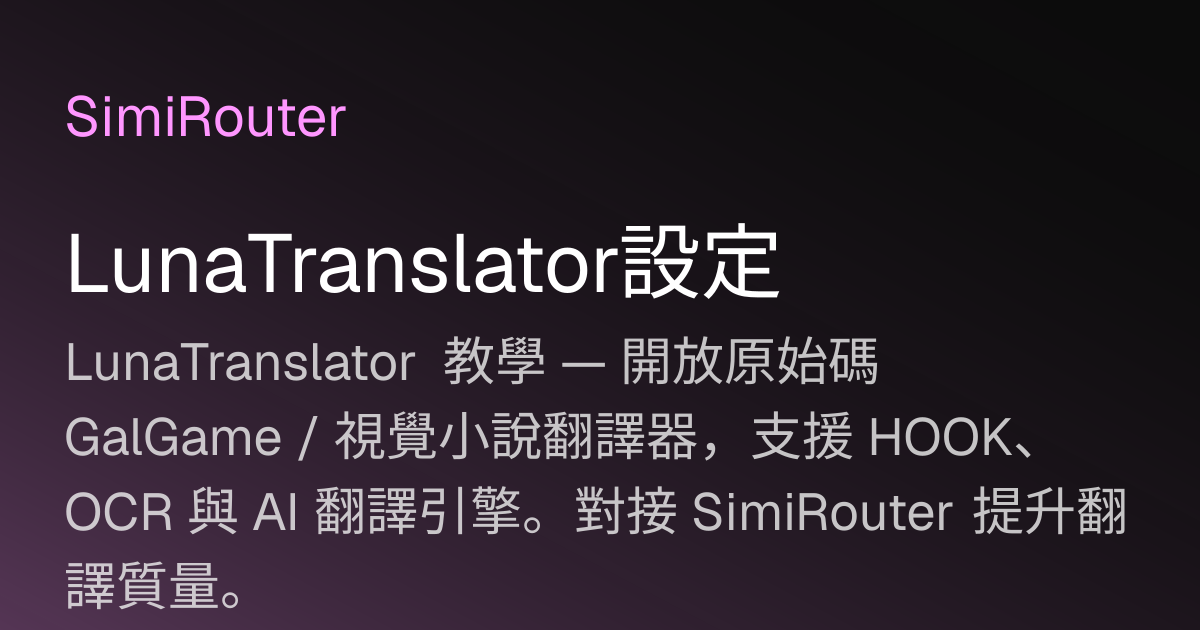 SimiRouter
LunaTranslator設定
LunaTranslator 教學 — 開放原始碼
GalGame / 視覺小說翻譯器，支援 HOOK、
OCR 與 AI 翻譯引擎。對接 SimiRouter 提升翻
譯質量。